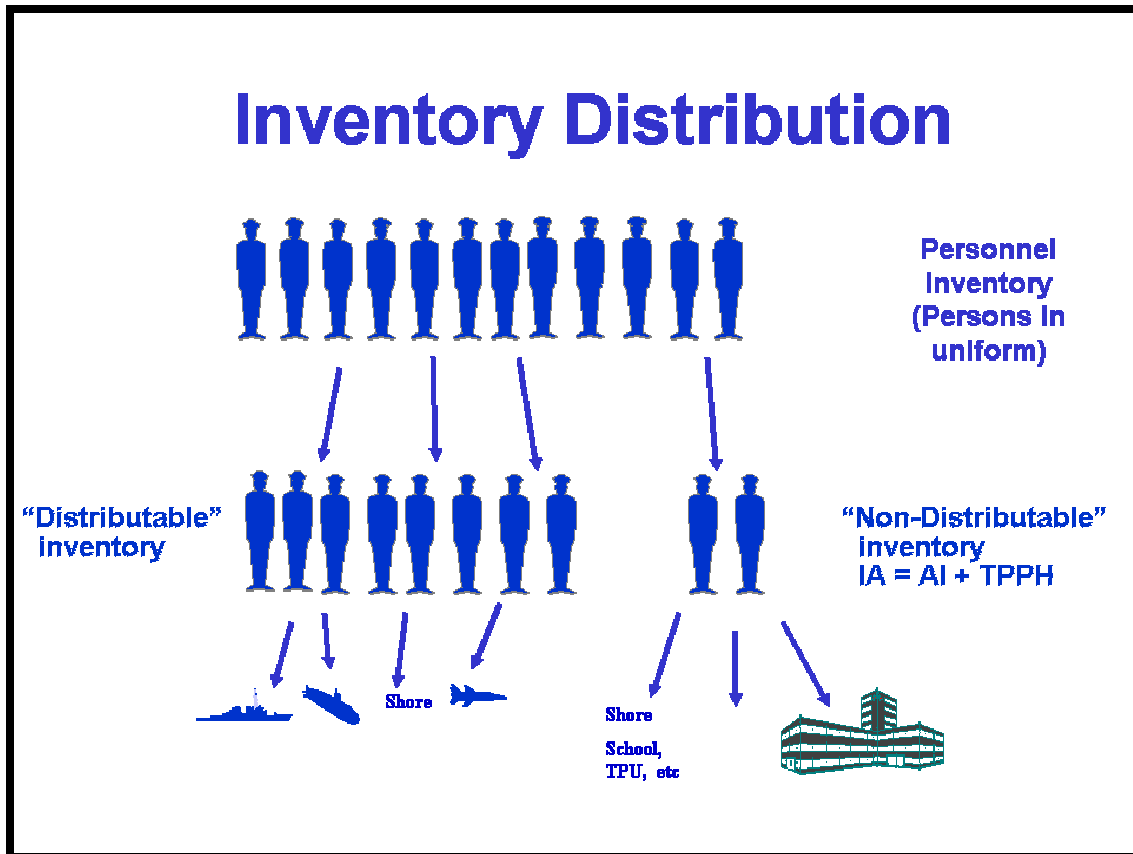 Inventory Distribution
Personnel
Inventory
(Persons in
uniform)
“Distributable”
inventory
“Non-Distributable”
inventory
IA = AI + TPPH
Shore
Shore
School,
TPU, etc